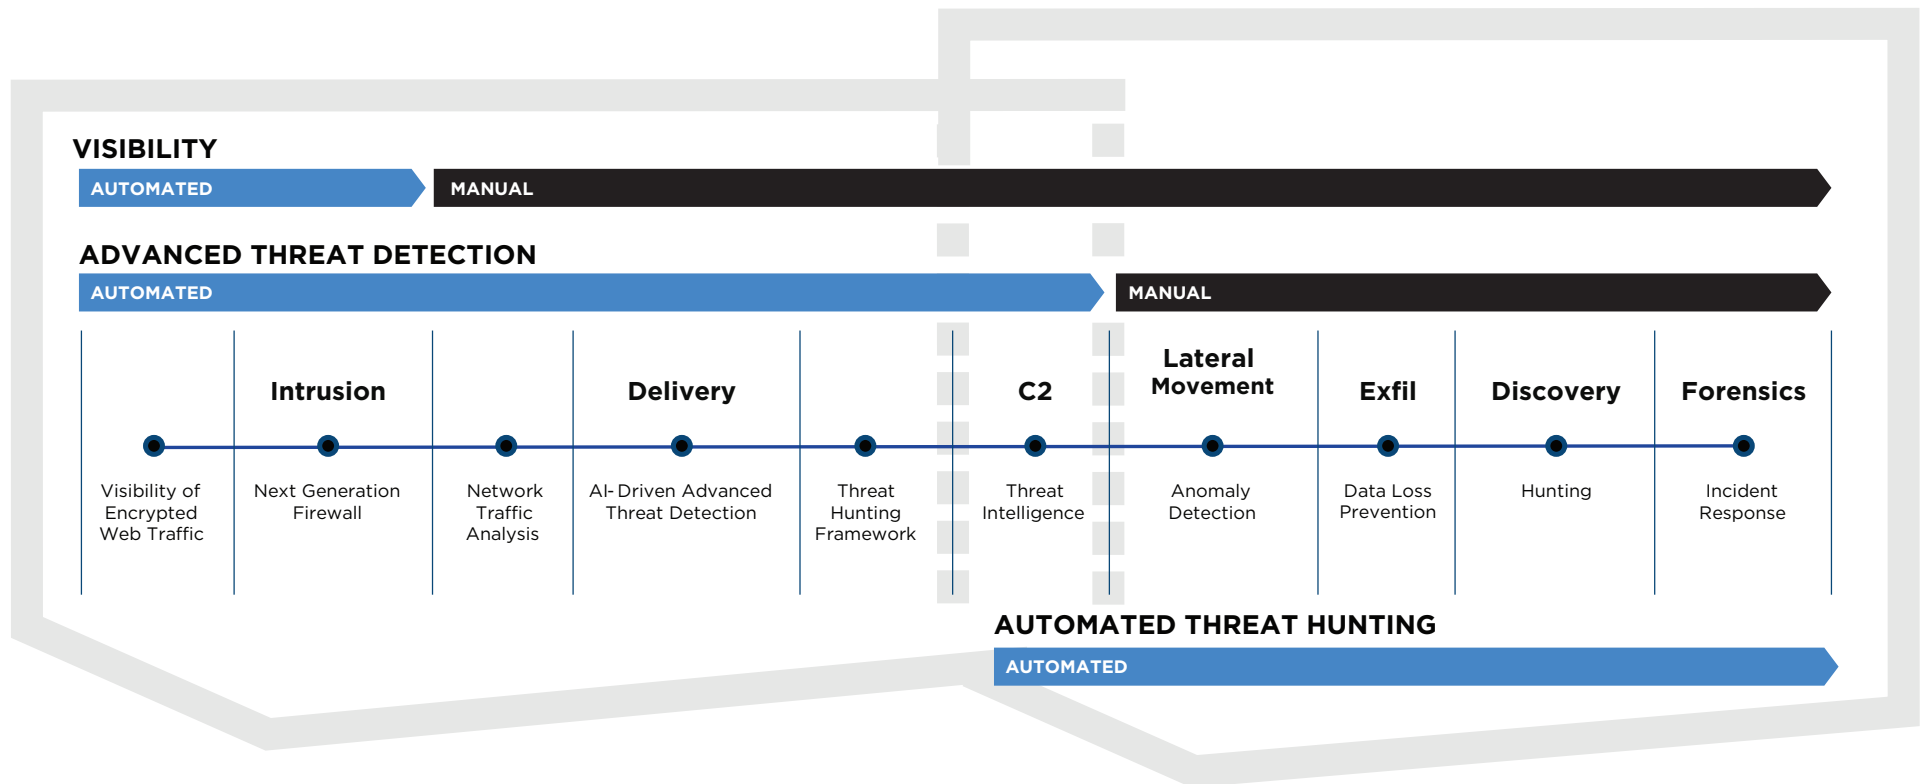 VISIBILITY
AUTOMATED
MANUAL
ADVANCED THREAT DETECTION
AUTOMATED
MANUAL
Intrusion
Delivery
C2
Lateral
Movement
Exfil
Discovery
Forensics
Visibility of
Encrypted
Web Traffic
Next Generation
Firewall
Network
Traffic
Analysis
AI-Driven Advanced
Threat Detection
Threat
Hunting
Framework
Threat
Intelligence
Anomaly
Detection
Data Loss
Prevention
Hunting
Incident
Response
AUTOMATED THREAT HUNTING
AUTOMATED